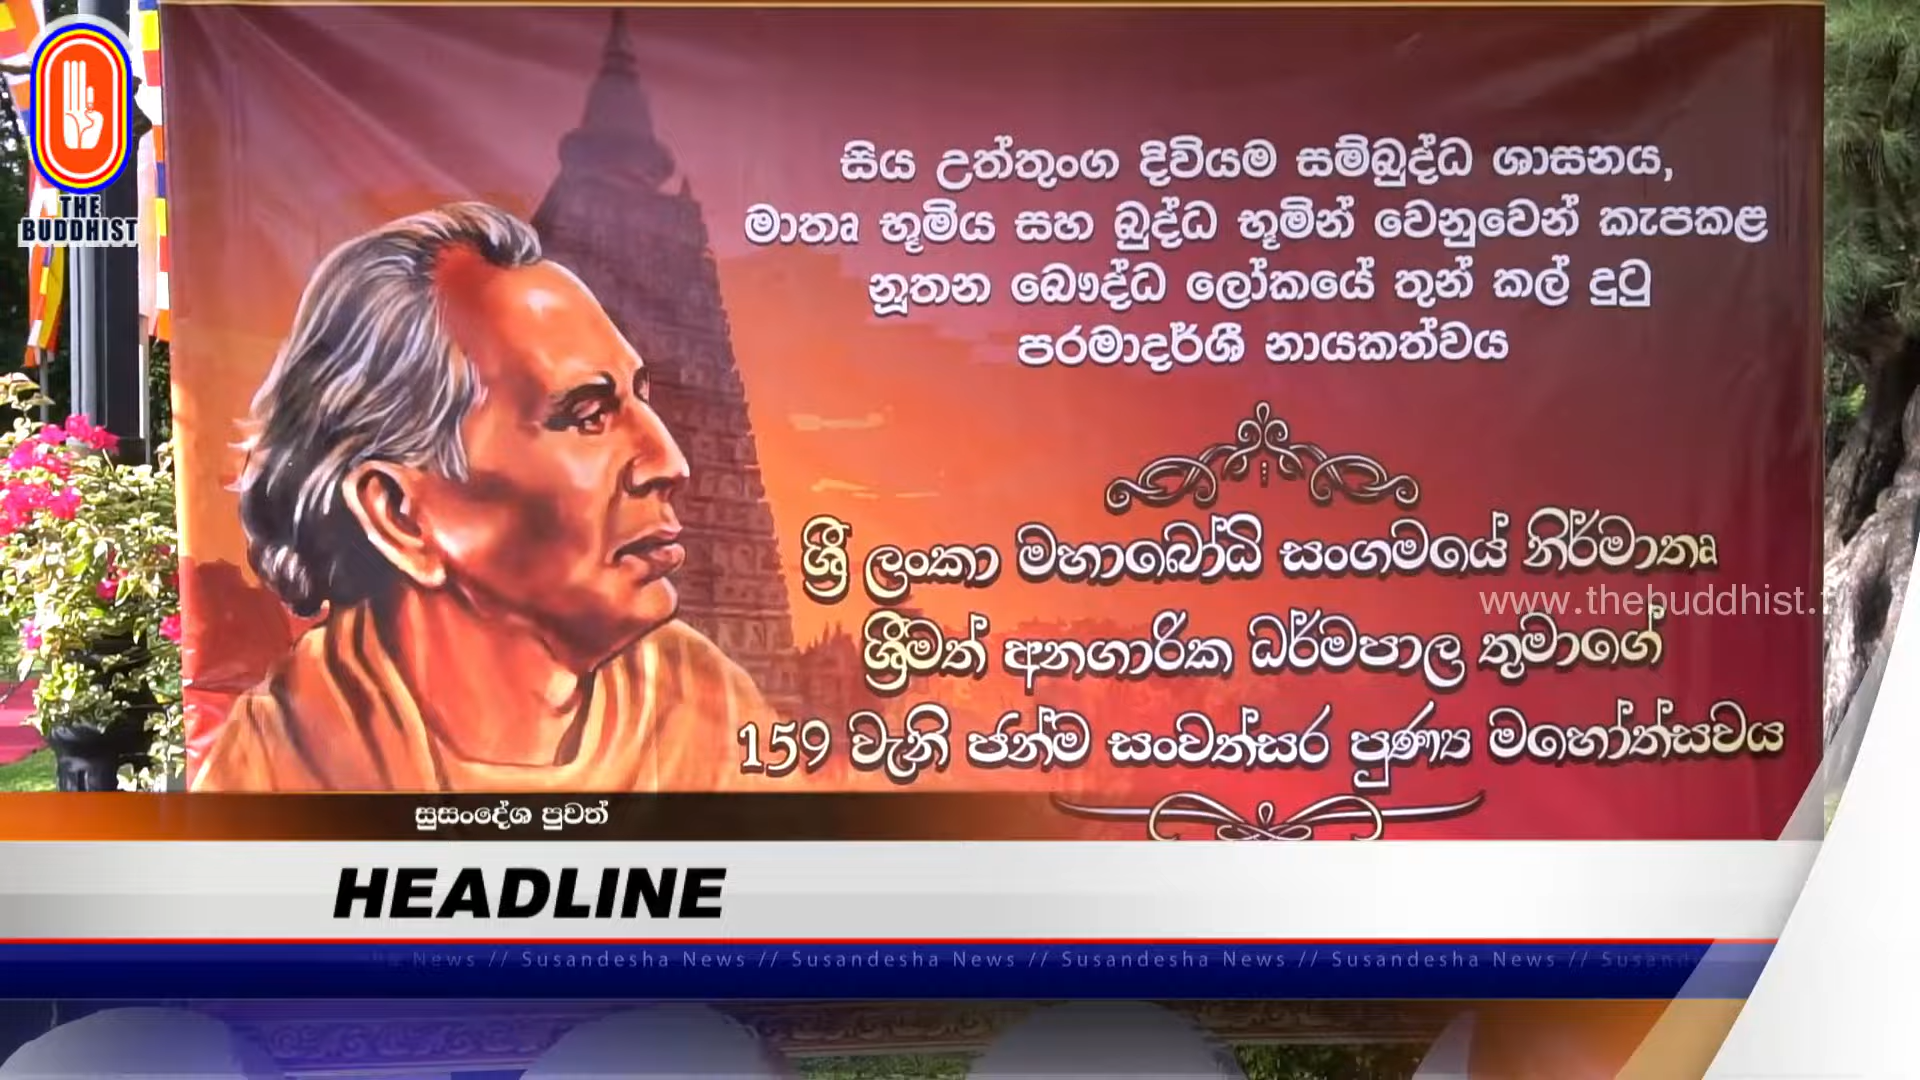 THE
BUDDHIST
සිය උත්තුංග දිවියම සම්බුද්ධ ශාසනය,
මාතෘ භූමිය සහ බුද්ධ භූමින් වෙනුවෙන් කැපකළ
නූතන බෞද්ධ ලෝකයේ තුන් කල් දුටු
පරමාදර්ශී නායකත්වය
ශ්‍රී ලංකා මහාබෝධි සංගමයේ නිර්මාතෘ
www.thebuddhist.
ශ්‍රීමත් අනගාරික ධර්මපාල තුමාගේ
159 වැනි ජන්ම සංවත්සර පුණ්‍ය මහෝත්සවය
සුසංදේශ පුවත්
HEADLINE
News // Susandesha News // Susandesha News // Susandesha News // Susandesha News //